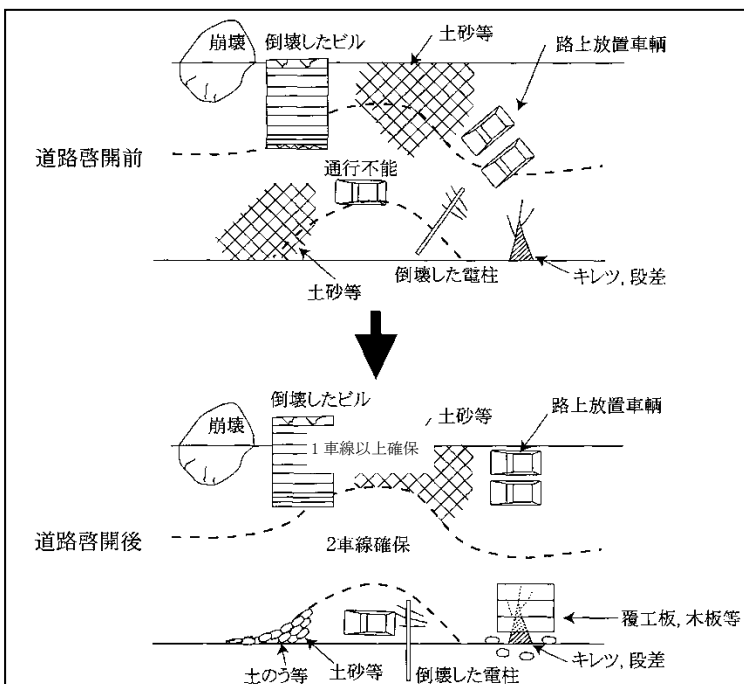 崩壊
倒壊したビル
土砂等
路上放置車輌
道路啓開前
通行不能
土砂等
倒壊した電柱
キレツ, 段差
倒壊したビル
土砂等
路上放置車輌
崩壊
1車線以上確保
道路啓開後
2車線確保
覆工板, 木板等
土のう等
土砂等
倒壊した電柱
キレツ, 段差